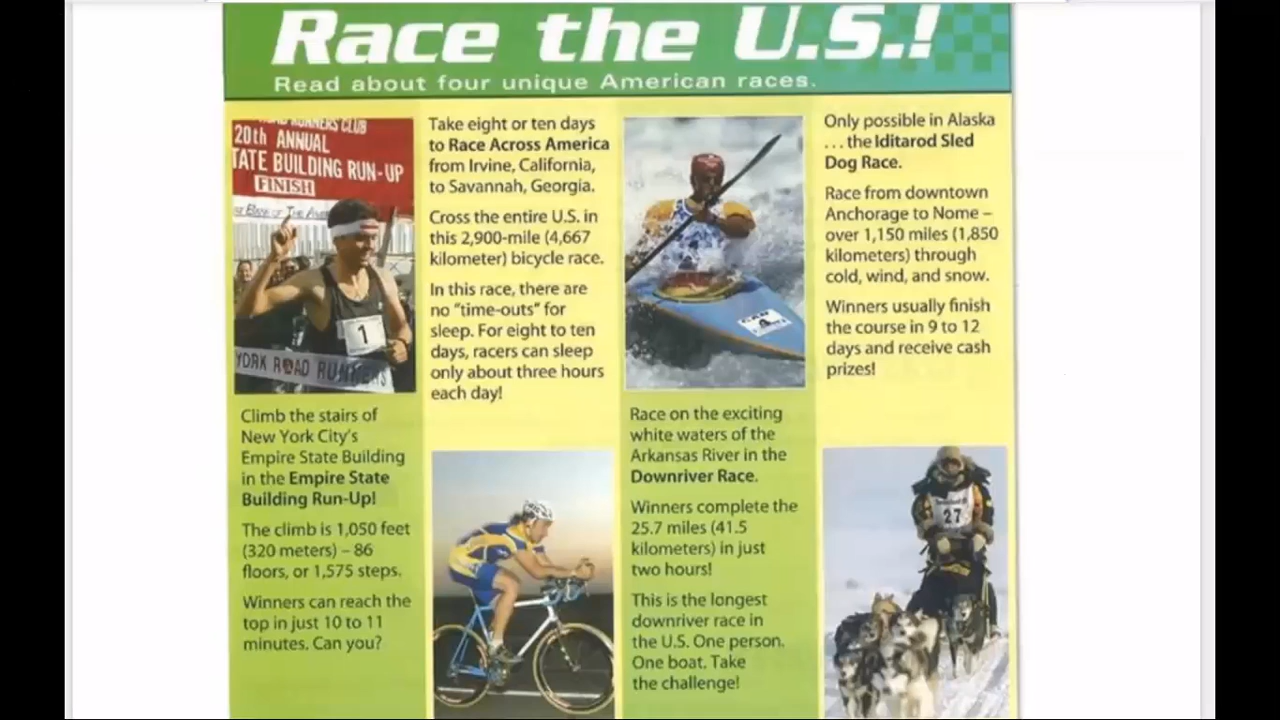 Race the U.S.!
Read about four unique American races.
20th ANNUAL
TATE BUILDING RUN-UP
FINISH
1
YORK ROAD RUNNERS
Climb the stairs of
New York City's
Empire State Building
in the Empire State
Building Run-Up!
The climb is 1,050 feet
(320 meters) – 86
floors, or 1,575 steps.
Winners can reach the
top in just 10 to 11
minutes. Can you?
Take eight or ten days
to Race Across America
from Irvine, California,
to Savannah, Georgia.
Cross the entire U.S. in
this 2,900-mile (4,667
kilometer) bicycle race.
In this race, there are
no "time-outs" for
sleep. For eight to ten
days, racers can sleep
only about three hours
each day!
Race on the exciting
white waters of the
Arkansas River in the
Downriver Race.
Winners complete the
25.7 miles (41.5
kilometers) in just
two hours!
This is the longest
downriver race in
the U.S. One person.
One boat. Take
the challenge!
Only possible in Alaska
. . . the Iditarod Sled
Dog Race.
Race from downtown
Anchorage to Nome –
over 1,150 miles (1,850
kilometers) through
cold, wind, and snow.
Winners usually finish
the course in 9 to 12
days and receive cash
prizes!
27